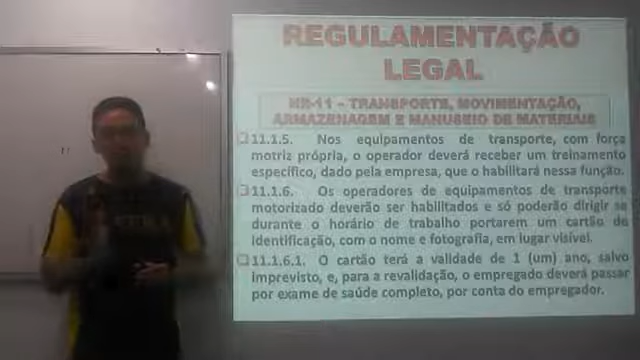 REGULAMENTAÇÃO
LEGAL
NR-11 – TRANSPORTE, MOVIMENTAÇÃO,
ARMAZENAGEM E MANUSEIO DE MATERIAIS
11.1.5. Nos equipamentos de transporte, com força
motriz própria, o operador deverá receber um treinamento
específico, dado pela empresa, que o habilitará nessa função.
11.1.6. Os operadores de equipamentos de transporte
motorizado deverão ser habilitados e só poderão dirigir se
durante o horário de trabalho portarem um cartão de
identificação, com o nome e fotografia, em lugar visível.
11.1.6.1. O cartão terá a validade de 1 (um) ano, salvo
imprevisto, e, para a revalidação, o empregado deverá passar
por exame de saúde completo, por conta do empregador.